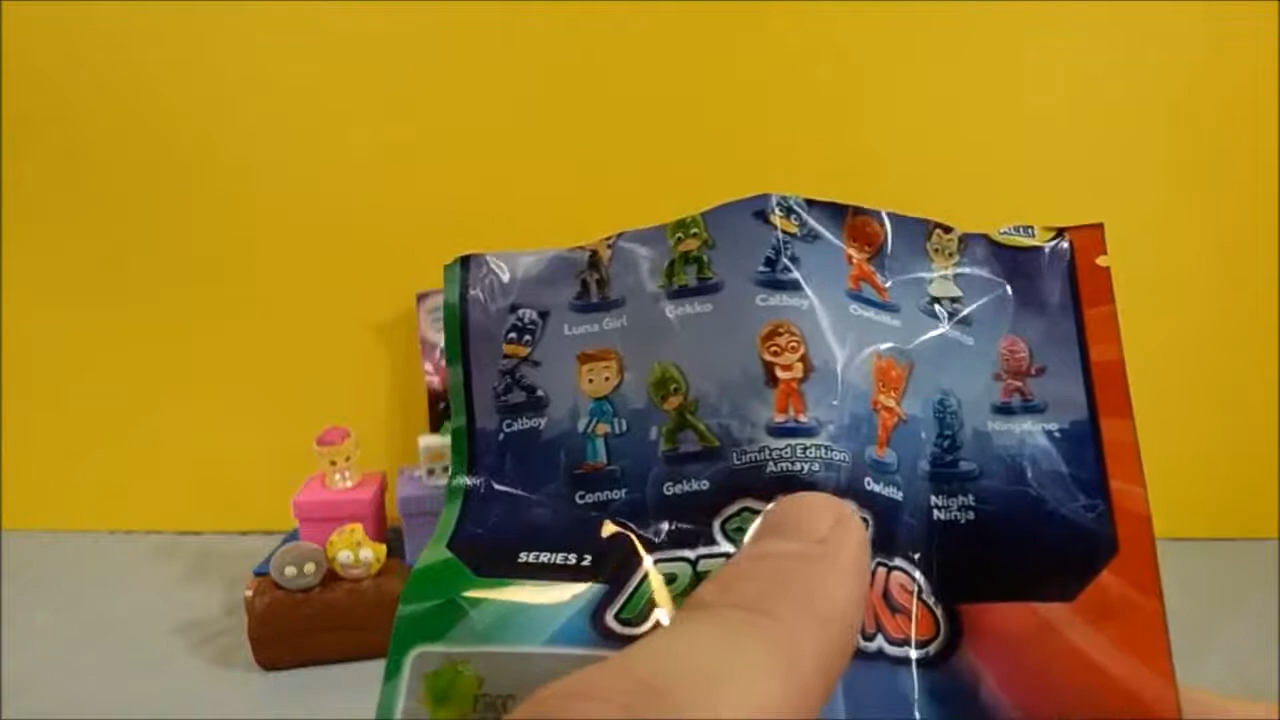 Luna Girl
Gekko
Catboy
Owlette
Catboy
Connor
Gekko
Limited Edition
Amaya
Owlette
Night
Ninja
Ninjalino
SERIES 2